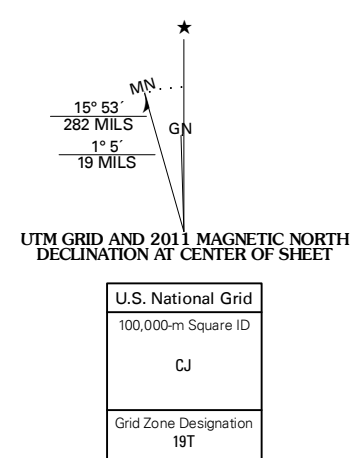 MN
15° 53´
282 MILS
GN
1° 5´
19 MILS
UTM GRID AND 2011 MAGNETIC NORTH
DECLINATION AT CENTER OF SHEET
U.S. National Grid
100,000-m Square ID
CJ
Grid Zone Designation
19T